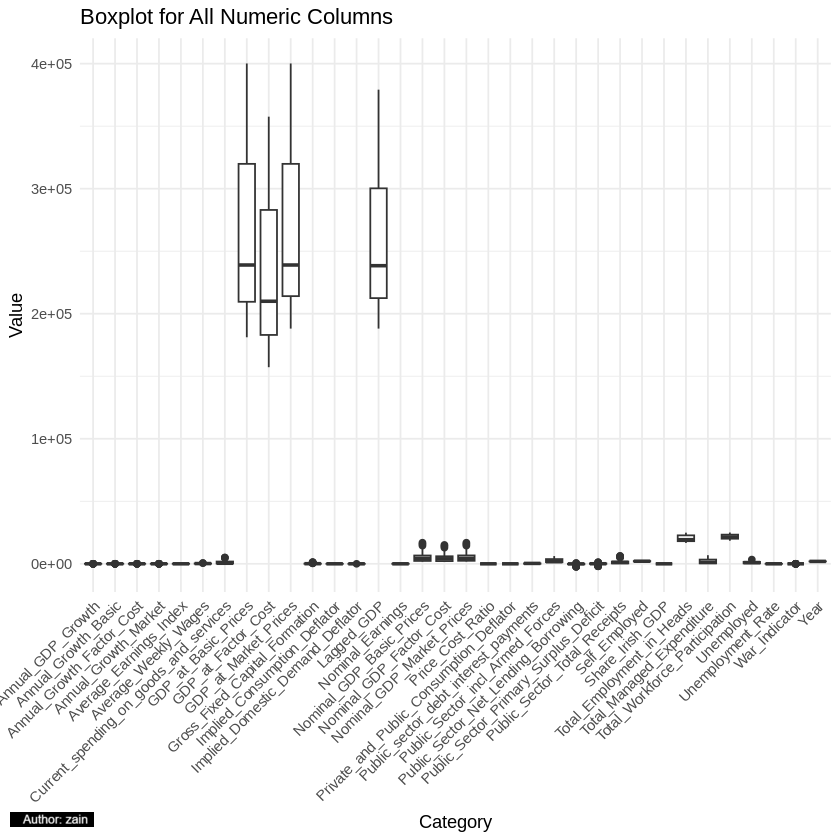 Boxplot for All Numeric Columns
4e+05
3e+05
2e+05
1e+05
0e+00
Value
Annual_GDP_Growth
Annual_Growth_Basic
Annual_Growth_Factor_Cost
Annual_Growth_Market
Average_Earnings_Index
Average_Weekly_Wages
Current_spending_on_goods_and_services
GDP_at_Basic_Prices
GDP_at_Factor_Cost
GDP_at_Market_Prices
Gross_Fixed_Capital_Formation
Implied_Consumption_Deflator
Implied_Domestic_Demand_Deflator
Lagged_GDP
Nominal_Earnings
Nominal_GDP_Basic_Prices
Nominal_GDP_Factor_Cost
Nominal_GDP_Market_Prices
Price_Cost_Ratio
Private_and_Public_Consumption_Deflator
Public_sector_debt_interest_payments
Public_Sector_incl_Armed_Forces
Public_Sector_Net_Lending_Borrowing
Public_Sector_Primary_Surplus_Deficit
Public_Sector_Total_Receipts
Self_Employed
Share_Irish_GDP
Total_Employment_in_Heads
Total_Managed_Expenditure
Total_Workforce_Participation
Unemployed
Unemployment_Rate
War_Indicator
Year
Category
Author: zain